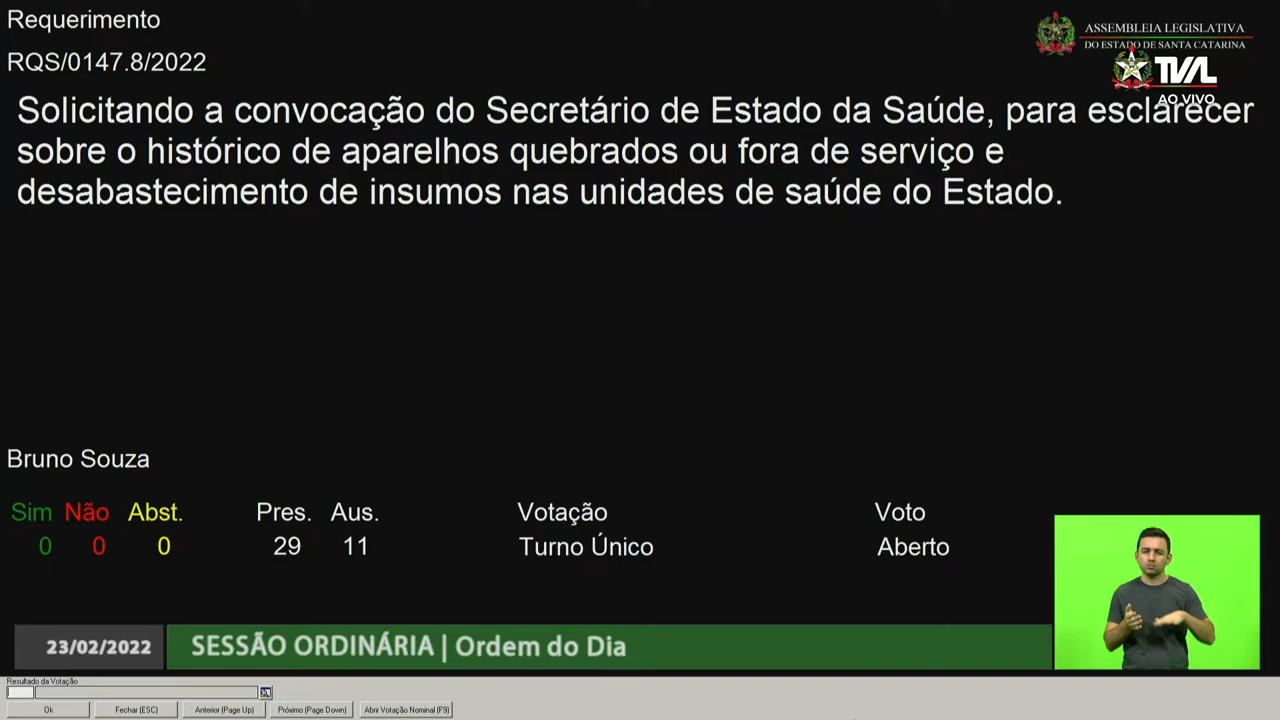 Requerimento
RQS/0147.8/2022
ASSEMBLEIA LEGISLATIVA
DO ESTADO DE SANTA CATARINA
TVAL
AO VIVO
Solicitando a convocação do Secretário de Estado da Saúde, para esclarecer
sobre o histórico de aparelhos quebrados ou fora de serviço e
desabastecimento de insumos nas unidades de saúde do Estado.
Bruno Souza
Sim Não Abst. Pres. Aus. Votação Voto
0 0 0 29 11 Turno Único Aberto
23/02/2022 SESSÃO ORDINÁRIA | Ordem do Dia
Resultado da Votação
Ok Fechar (ESC) Anterior (Page Up) Próximo (Page Down) Abrir Votação Nominal (F9)